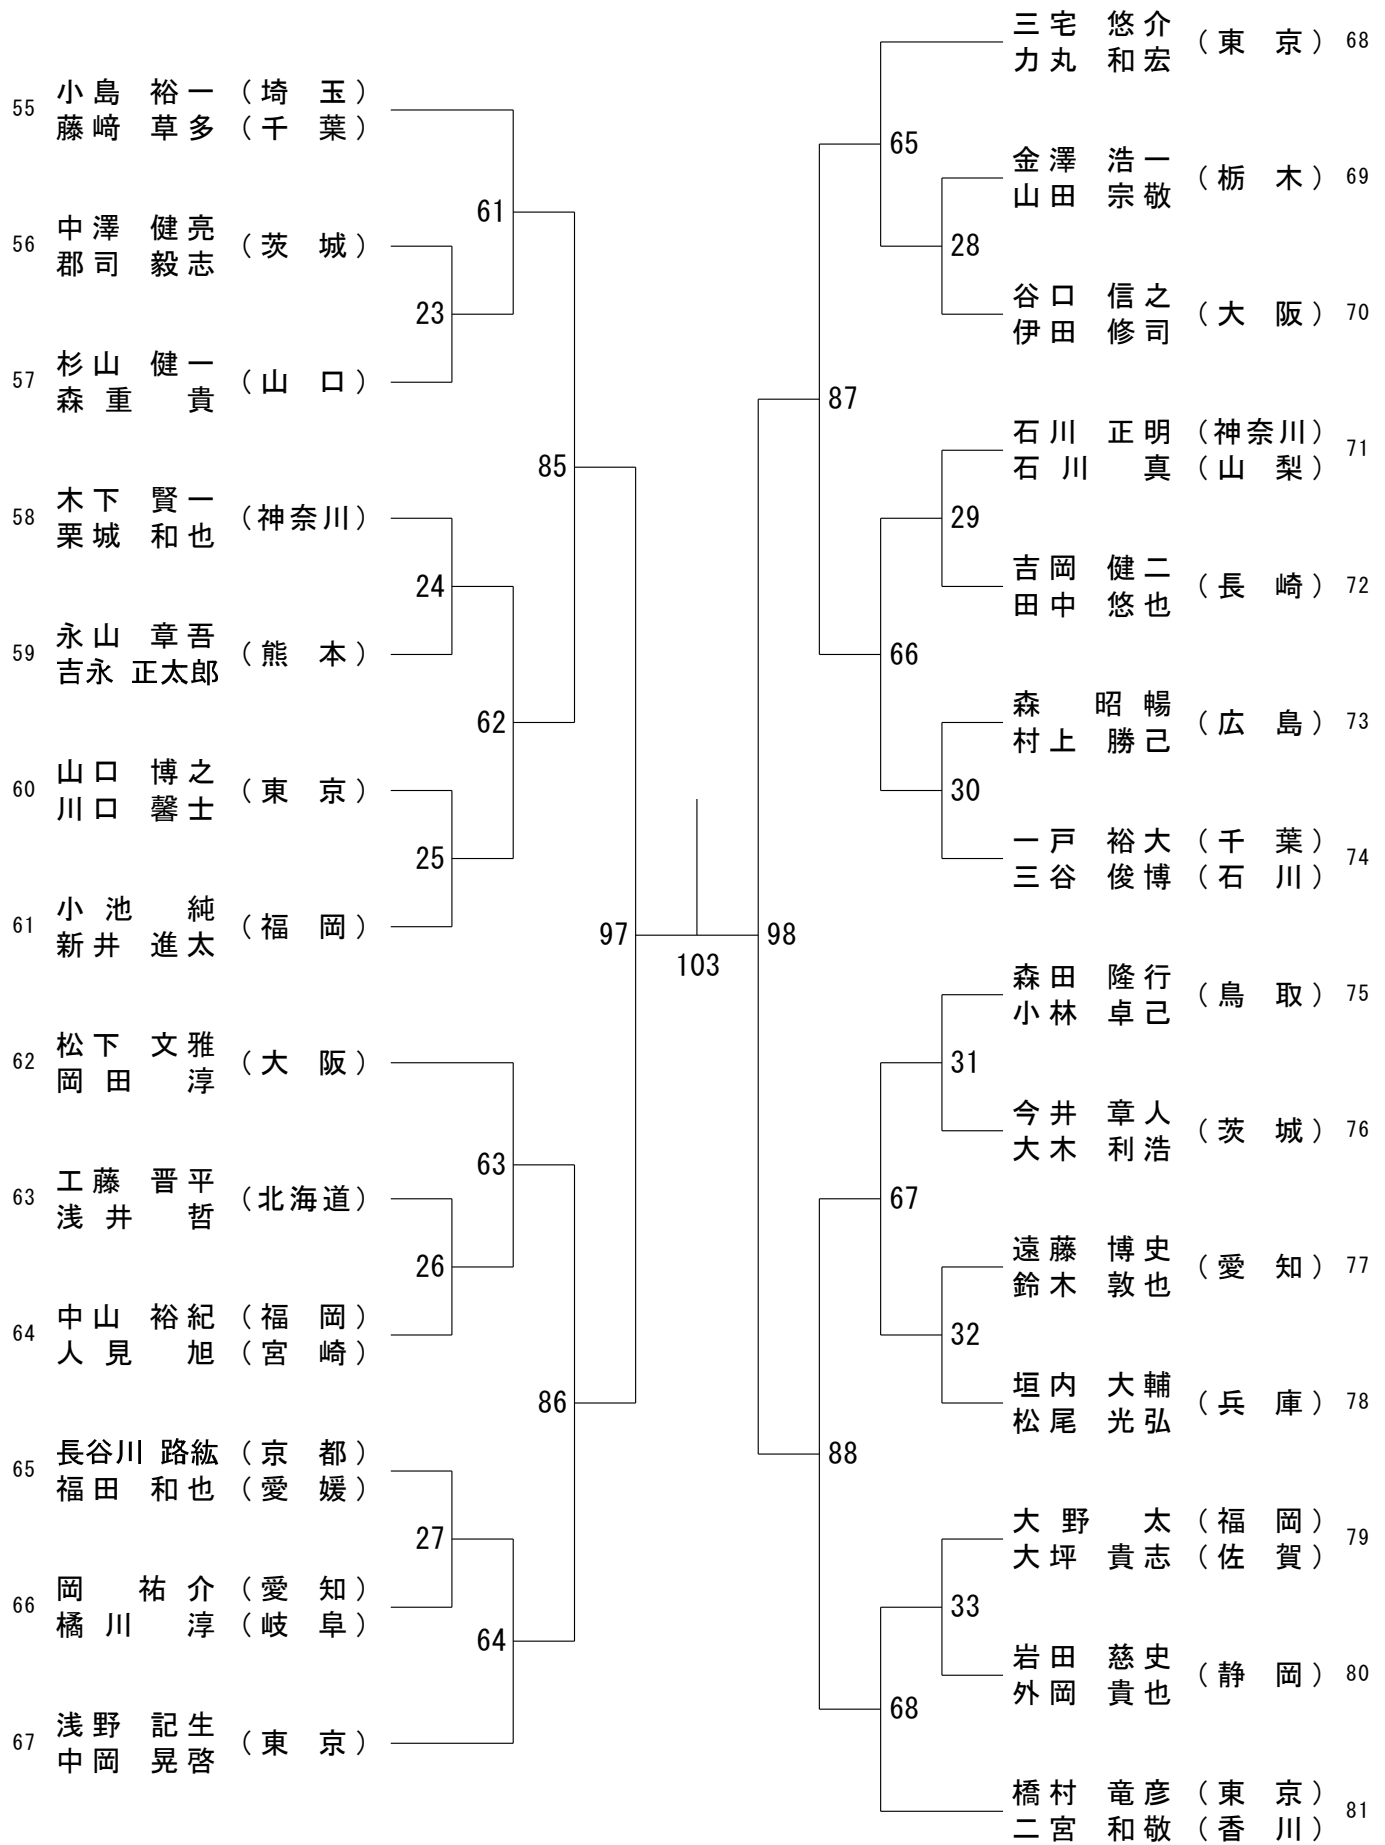 55 小島 裕一 (埼 玉)
藤﨑 草多 (千 葉)
61
56 中澤 健亮 (茨 城)
郡司 毅志
23
57 杉山 健一 (山 口)
森重 貴
85
58 木下 賢一 (神奈川)
栗城 和也
24
59 永山 章吾 (熊 本)
吉永 正太郎
62
60 山口 博之 (東 京)
川口 馨士
25
61 小池 純 (福 岡)
新井 進太
97
103
62 松下 文雅 (大 阪)
岡田 淳
63
63 工藤 晋平 (北海道)
浅井 哲
26
64 中山 裕紀 (福 岡)
人見 旭 (宮 崎)
86
65 長谷川 路紘 (京 都)
福田 和也 (愛 媛)
27
66 岡 祐介 (愛 知)
橘川 淳 (岐 阜)
64
67 浅野 記生 (東 京)
中岡 晃啓
三宅 悠介 (東 京) 68
力丸 和宏
65
金澤 浩一 (栃 木) 69
山田 宗敬
28
谷口 信之 (大 阪) 70
伊田 修司
87
石川 正明 (神奈川) 71
石川 真 (山 梨)
29
吉岡 健二 (長 崎) 72
田中 悠也
66
森 昭暢 (広 島) 73
村上 勝己
30
一戸 裕大 (千 葉) 74
三谷 俊博 (石 川)
98
森田 隆行 (鳥 取) 75
小林 卓己
31
今井 章人 (茨 城) 76
大木 利浩
67
遠藤 博史 (愛 知) 77
鈴木 敦也
32
垣内 大輔 (兵 庫) 78
松尾 光弘
88
大野 太 (福 岡) 79
大坪 貴志 (佐 賀)
33
岩田 慈史 (静 岡) 80
外岡 貴也
68
橋村 竜彦 (東 京) 81
二宮 和敬 (香 川)